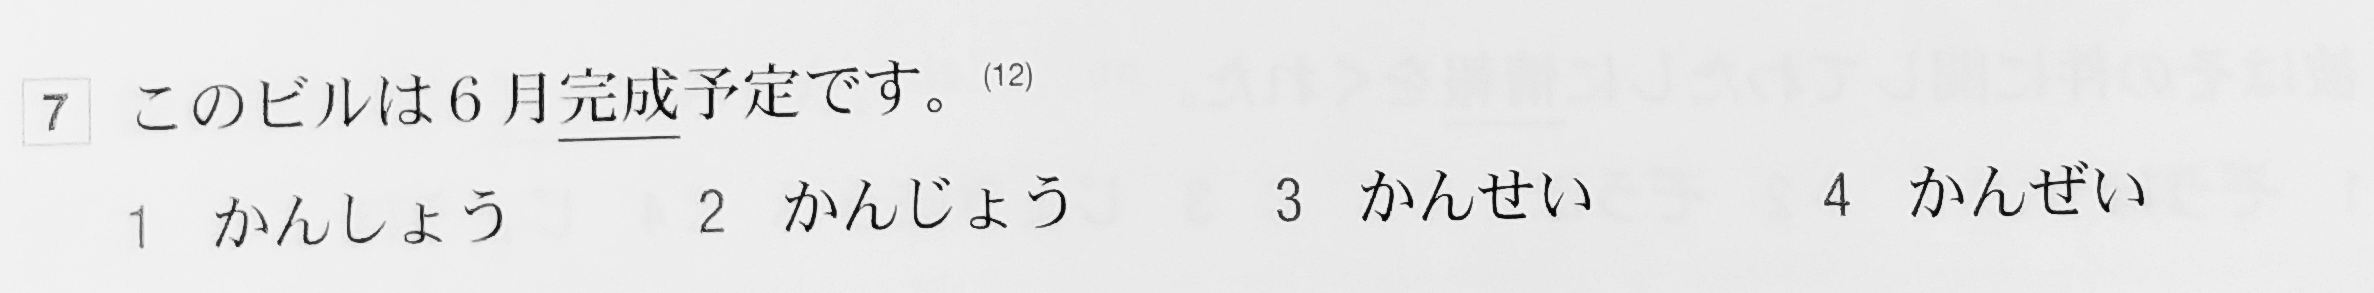 7 このビルは6月完成予定です。(12)
1 かんしょう 2 かんじょう 3 かんせい 4 かんぜい